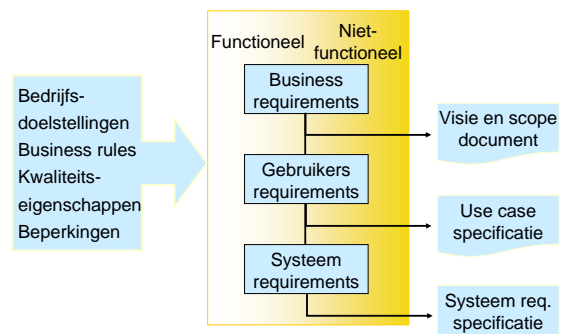 Functioneel
Niet-
functioneel
Bedrijfs-
doelstellingen
Business rules
Kwaliteits-
eigenschappen
Beperkingen
Business
requirements
Visie en scope
document
Gebruikers
requirements
Use case
specificatie
Systeem
requirements
Systeem req.
specificatie